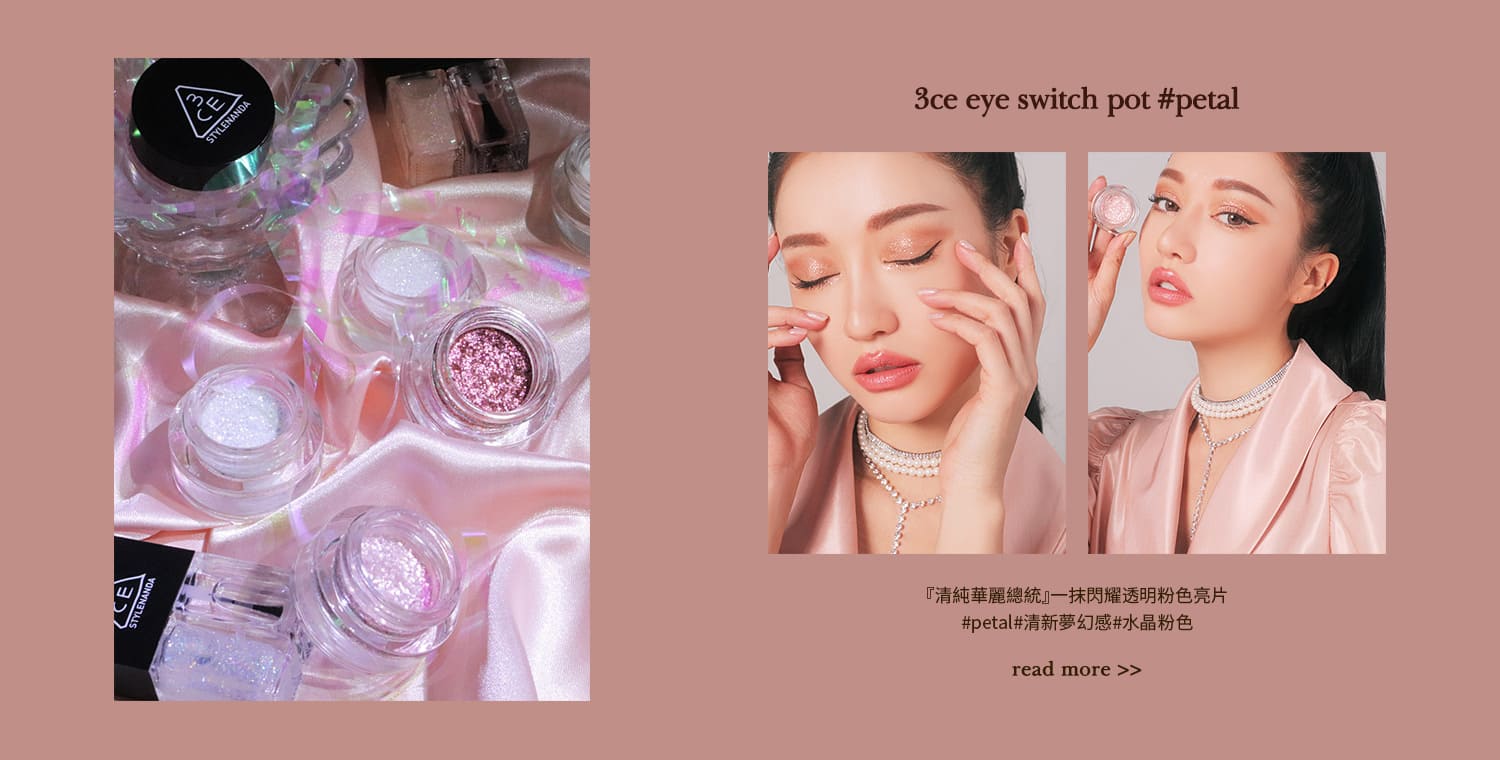 3CE
STYLENANDA
CE
STYLENANDA
3ce eye switch pot #petal
『清純華麗總統』一抹閃耀透明粉色亮片
#petal#清新夢幻感#水晶粉色
read more >>